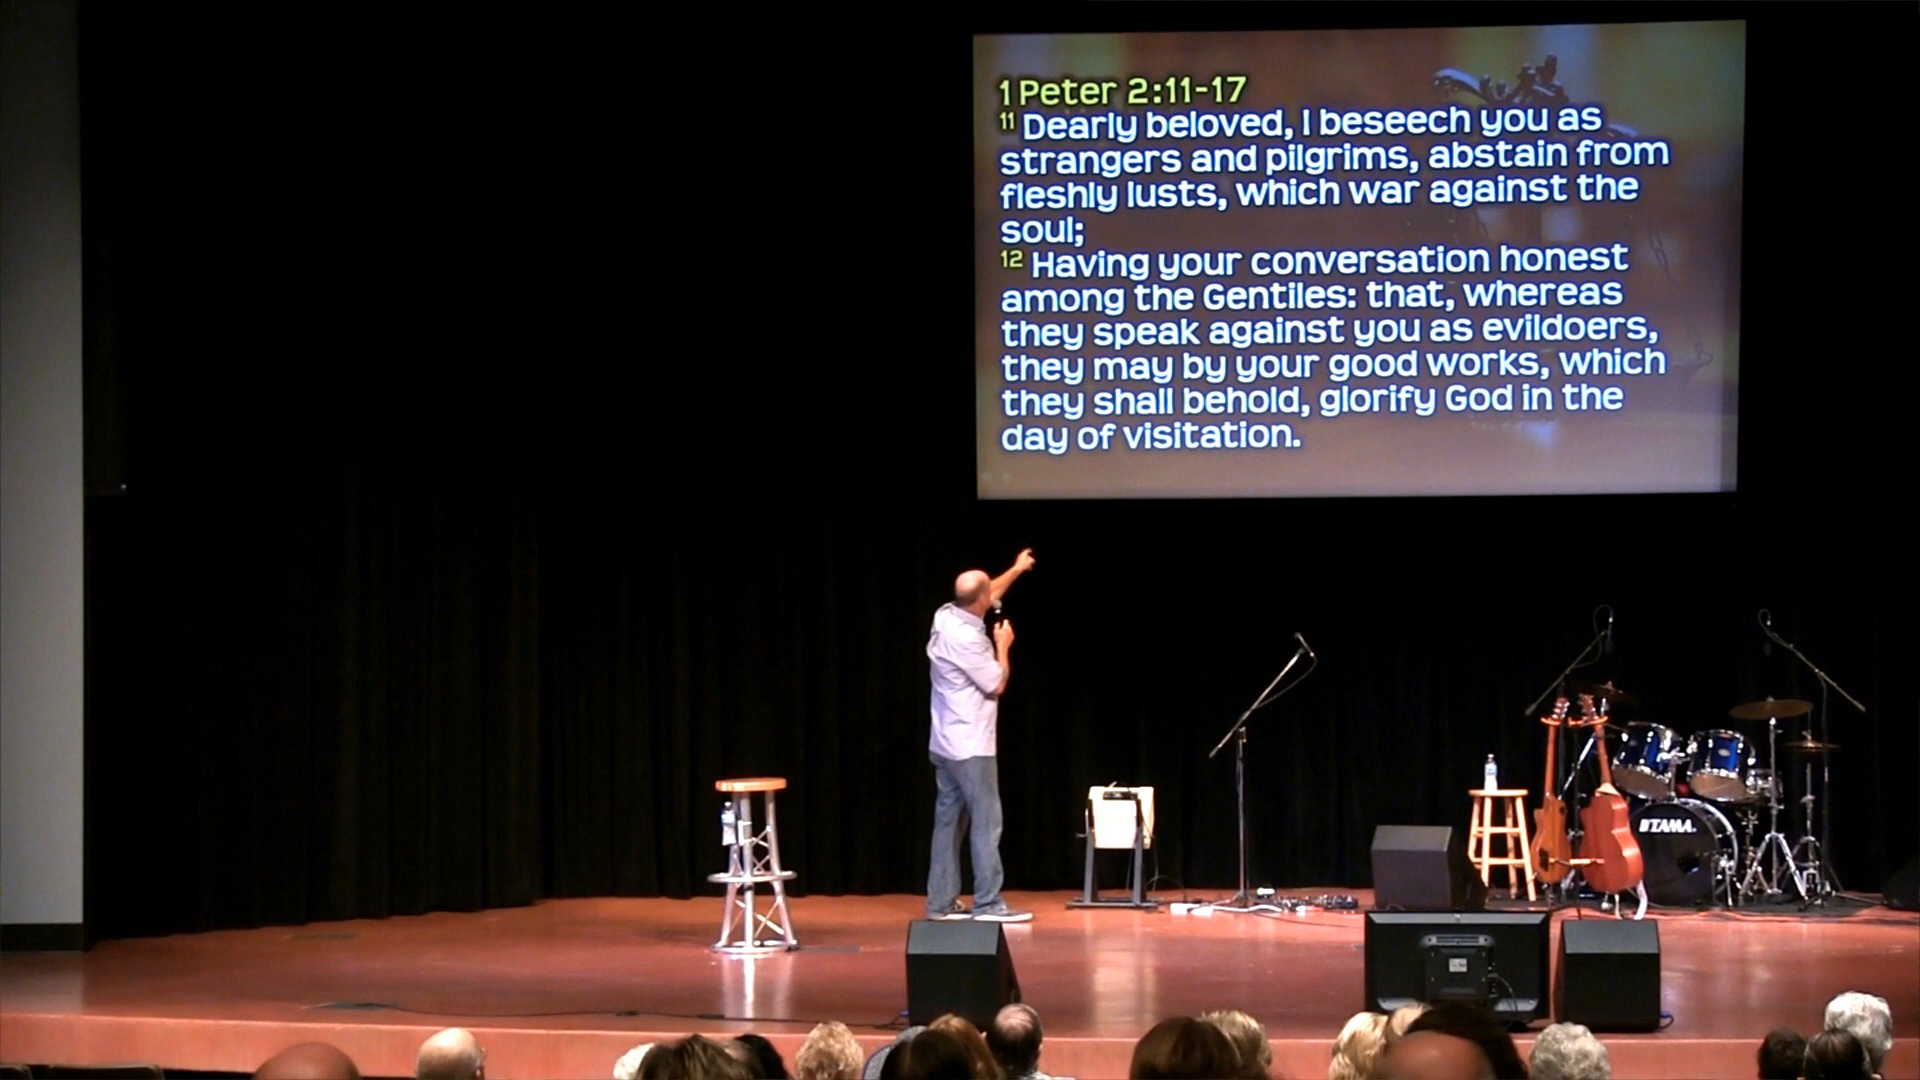 1 Peter 2:11-17
11 Dearly beloved, I beseech you as
strangers and pilgrims, abstain from
fleshly lusts, which war against the
soul;
12 Having your conversation honest
among the Gentiles: that, whereas
they speak against you as evildoers,
they may by your good works, which
they shall behold, glorify God in the
day of visitation.
TAMA